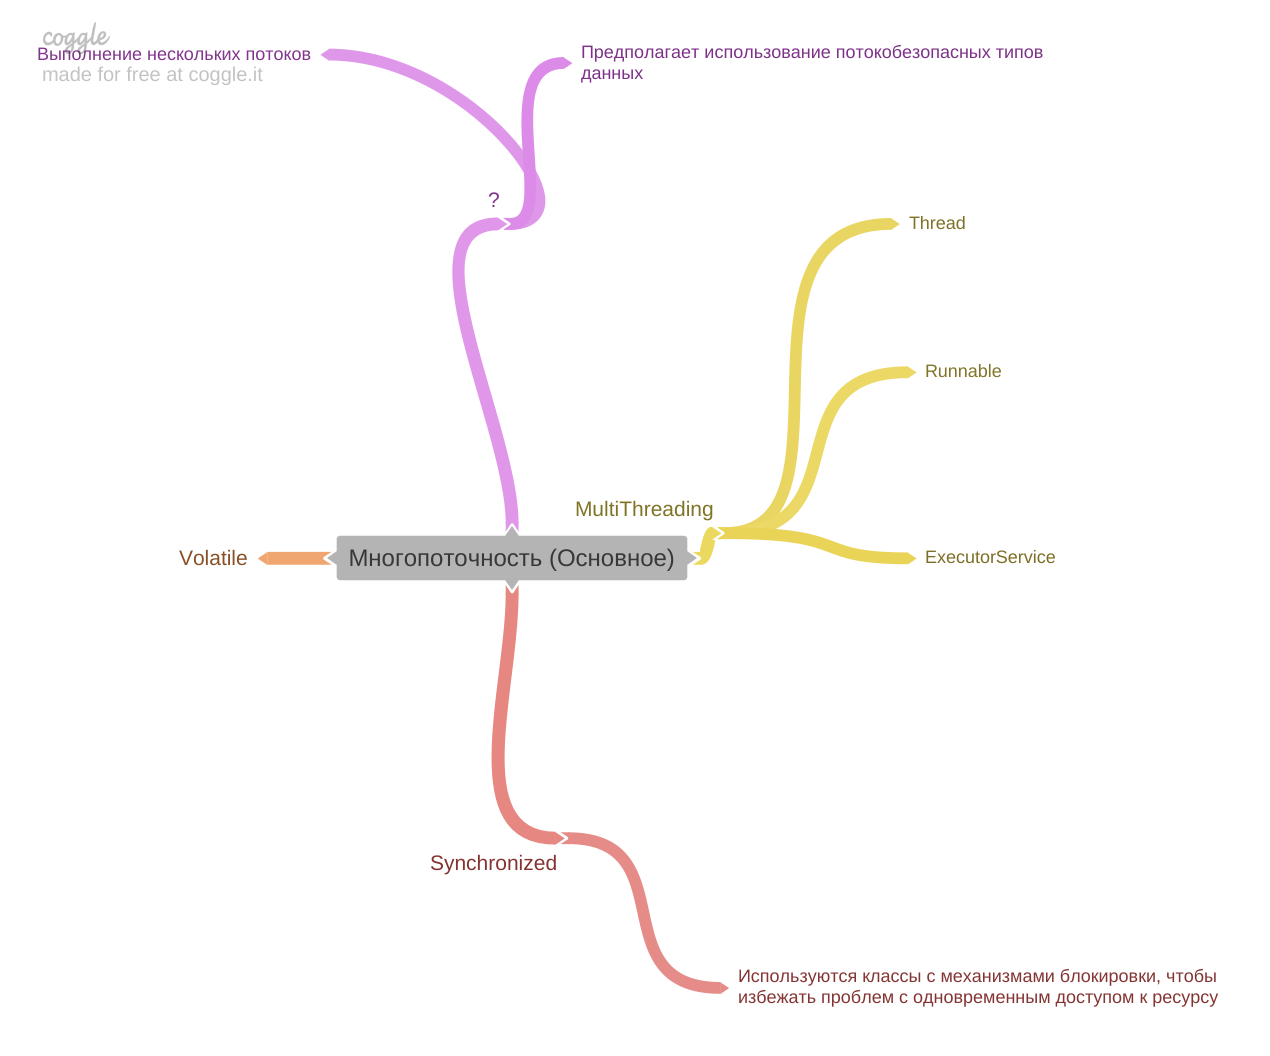 coggle
Выполнение нескольких потоков
made for free at coggle.it
Предполагает использование потокобезопасных типов
данных
?
Thread
Runnable
MultiThreading
ExecutorService
Volatile
Многопоточность (Основное)
Synchronized
Используются классы с механизмами блокировки, чтобы
избежать проблем с одновременным доступом к ресурсу